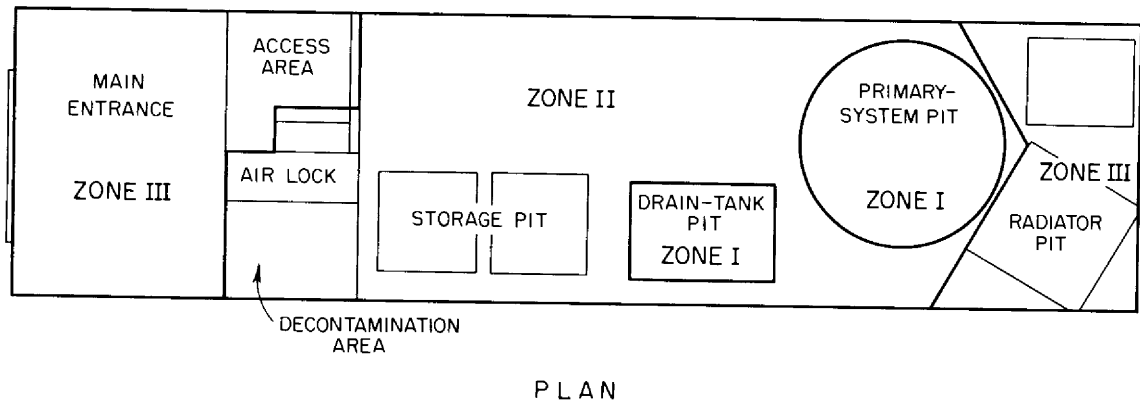 MAIN
ENTRANCE
ZONE III
ACCESS
AREA
AIR LOCK
DECONTAMINATION
AREA
ZONE II
STORAGE PIT
DRAIN-TANK
PIT
ZONE I
PRIMARY-
SYSTEM PIT
ZONE I
ZONE III
RADIATOR
PIT
PLAN